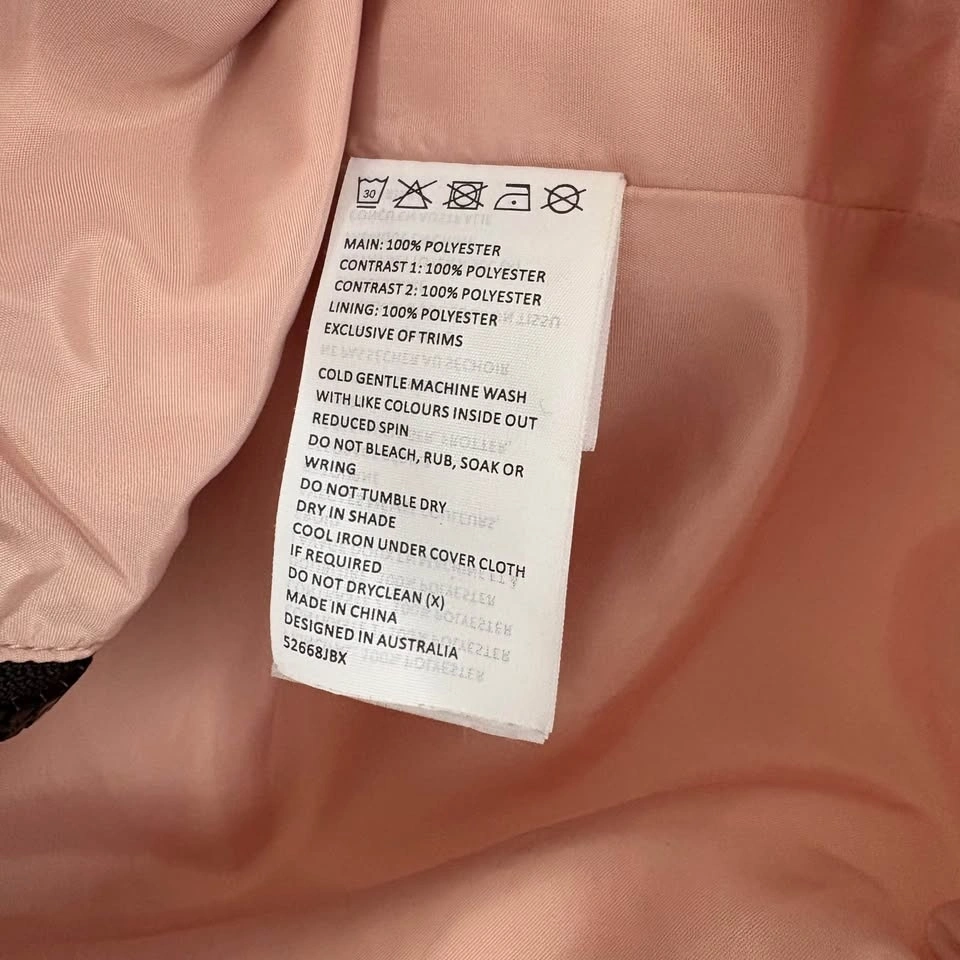 30
MAIN: 100% POLYESTER
CONTRAST 1: 100% POLYESTER
CONTRAST 2: 100% POLYESTER
LINING: 100% POLYESTER
EXCLUSIVE OF TRIMS
COLD GENTLE MACHINE WASH
WITH LIKE COLOURS INSIDE OUT
REDUCED SPIN
DO NOT BLEACH, RUB, SOAK OR
WRING
DO NOT TUMBLE DRY
DRY IN SHADE
COOL IRON UNDER COVER CLOTH
IF REQUIRED
DO NOT DRYCLEAN (X)
MADE IN CHINA
DESIGNED IN AUSTRALIA
52668JBX